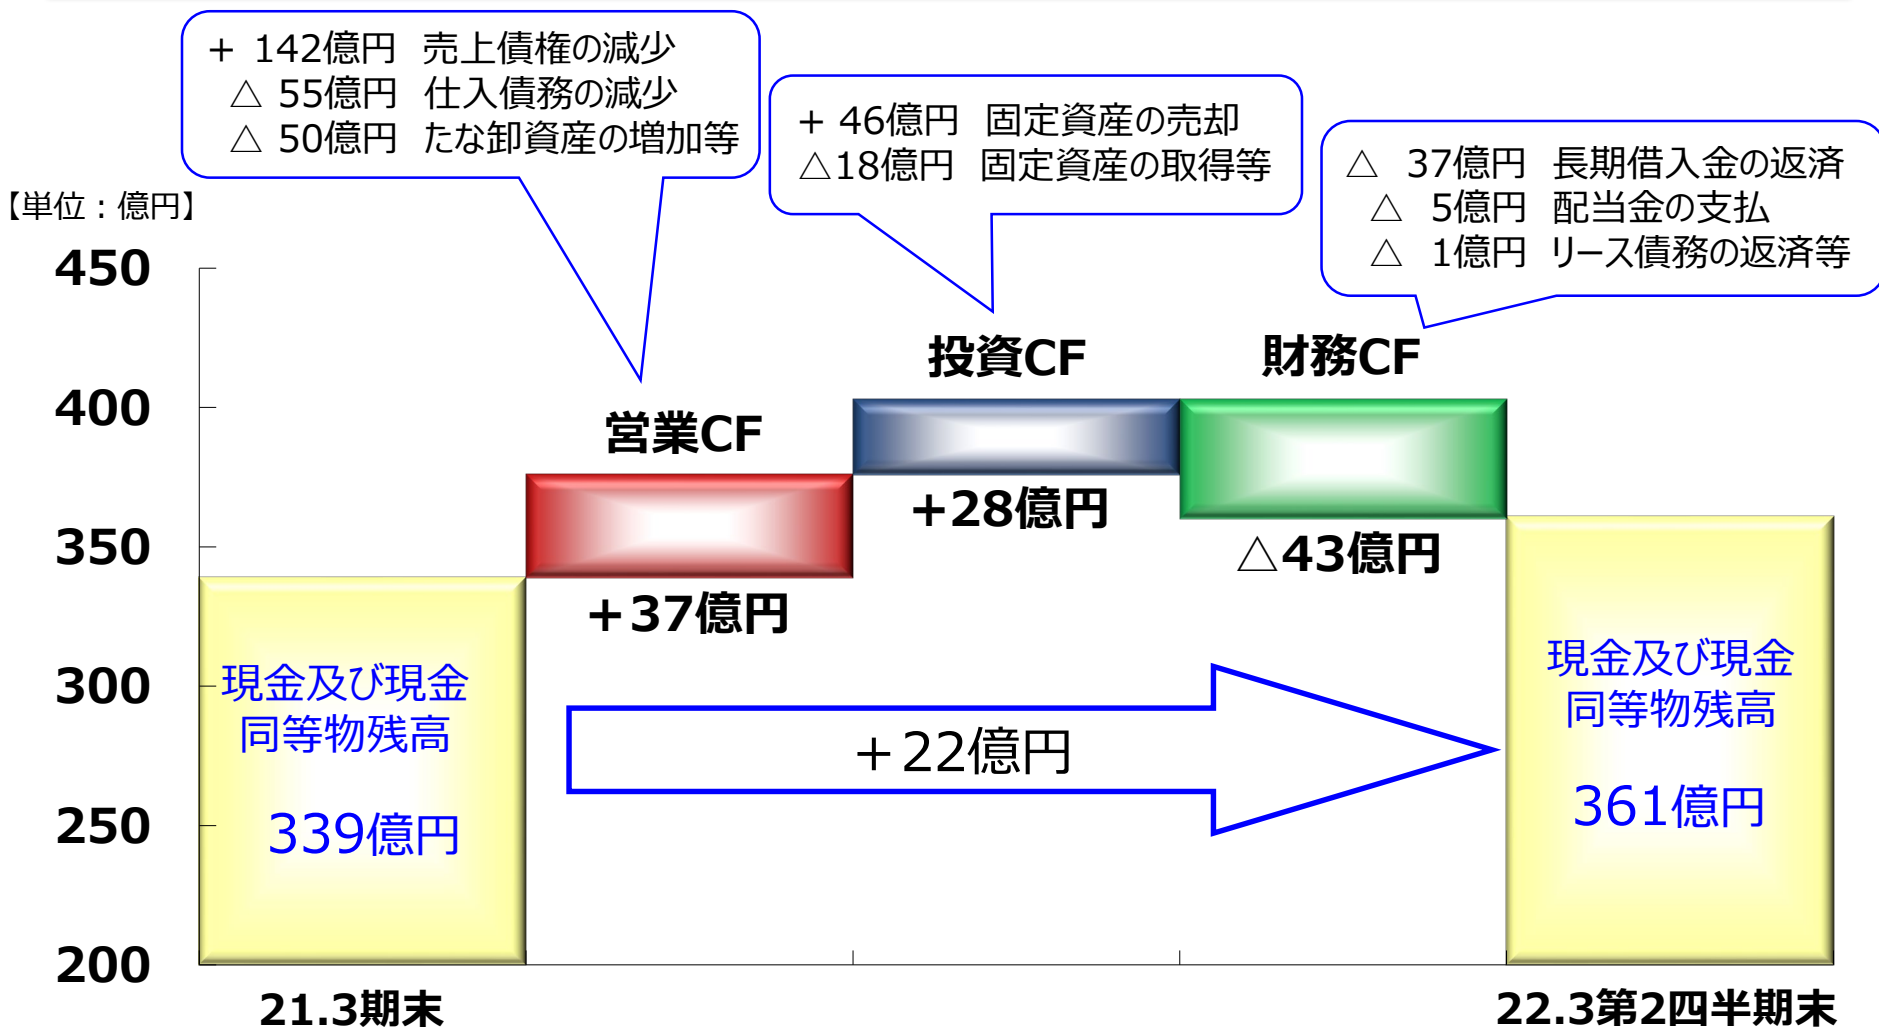 + 142億円 売上債権の減少
△ 55億円 仕入債務の減少
△ 50億円 たな卸資産の増加等
+ 46億円 固定資産の売却
△18億円 固定資産の取得等
△ 37億円 長期借入金の返済
△ 5億円 配当金の支払
△ 1億円 リース債務の返済等
【単位：億円】
450
400
350
300
250
200
営業CF
+37億円
投資CF
+28億円
財務CF
△43億円
現金及び現金
同等物残高
339億円
+22億円
現金及び現金
同等物残高
361億円
21.3期末
22.3第2四半期末